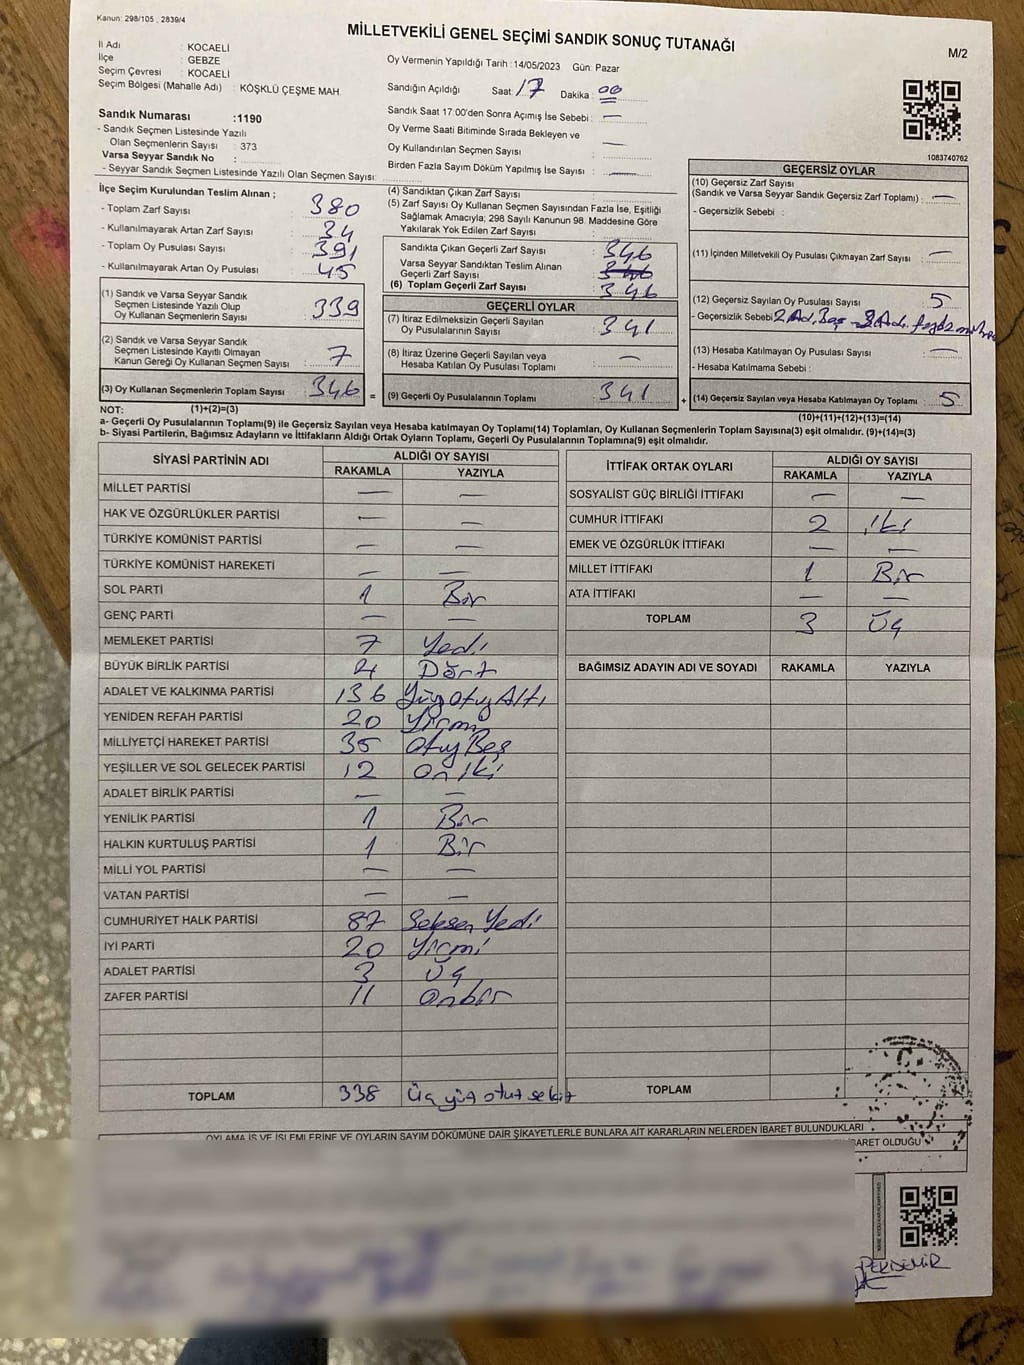 Kanun: 298/105 , 2839/4
MİLLETVEKİLİ GENEL SEÇİMİ SANDIK SONUÇ TUTANAĞI
M/2
İl Adı : KOCAELİ
İlçe : GEBZE
Seçim Çevresi : KOCAELİ
Seçim Bölgesi (Mahalle Adı) : KÖŞKLÜ ÇEŞME MAH.
Sandık Numarası :1190
- Sandık Seçmen Listesinde Yazılı
Olan Seçmenlerin Sayısı : 373
Varsa Seyyar Sandık No :
- Seyyar Sandık Seçmen Listesinde Yazılı Olan Seçmen Sayısı:
Oy Vermenin Yapıldığı Tarih :14/05/2023 Gün: Pazar
Sandığın Açıldığı Saat: 17 Dakika : 00
Sandık Saat 17:00'den Sonra Açımış İse Sebebi : —
Oy Verme Saati Bitiminde Sırada Bekleyen ve
Oy Kullandırılan Seçmen Sayısı : —
Birden Fazla Sayım Döküm Yapılmış İse Sayısı : —
1083740762
İlçe Seçim Kurulundan Teslim Alınan ;
- Toplam Zarf Sayısı : 380
- Kullanılmayarak Artan Zarf Sayısı : 34
- Toplam Oy Pusulası Sayısı : 391
- Kullanılmayarak Artan Oy Pusulası : 45
(1) Sandık ve Varsa Seyyar Sandık
Seçmen Listesinde Yazılı Olup
Oy Kullanan Seçmenlerin Sayısı : 339
(2) Sandık ve Varsa Seyyar Sandık
Seçmen Listesinde Kayıtlı Olmayan
Kanun Gereği Oy Kullanan Seçmen Sayısı : 7
(3) Oy Kullanan Seçmenlerin Toplam Sayısı : 346 =
(4) Sandıktan Çıkan Zarf Sayısı :
(5) Zarf Sayısı Oy Kullanan Seçmen Sayısından Fazla İse, Eşitliği
Sağlamak Amacıyla; 298 Sayılı Kanunun 98. Maddesine Göre
Yakılarak Yok Edilen Zarf Sayısı :
Sandıkta Çıkan Geçerli Zarf Sayısı : 346
Varsa Seyyar Sandıktan Teslim Alınan
Geçerli Zarf Sayısı : 346
(6) Toplam Geçerli Zarf Sayısı : 346
GEÇERLİ OYLAR
(7) İtiraz Edilmeksizin Geçerli Sayılan
Oy Pusulalarının Sayısı : 341
(8) İtiraz Üzerine Geçerli Sayılan veya
Hesaba Katılan Oy Pusulası Toplamı : —
(9) Geçerli Oy Pusulalarının Toplamı : 341 +
GEÇERSİZ OYLAR
(10) Geçersiz Zarf Sayısı
(Sandık ve Varsa Seyyar Sandık Geçersiz Zarf Toplamı) : —
- Geçersizlik Sebebi :
(11) İçinden Milletvekili Oy Pusulası Çıkmayan Zarf Sayısı : —
(12) Geçersiz Sayılan Oy Pusulası Sayısı : 5
- Geçersizlik Sebebi : 2 Ad. Boş 3 Ad.
(13) Hesaba Katılmayan Oy Pusulası Sayısı : —
- Hesaba Katılmama Sebebi :
(14) Geçersiz Sayılan veya Hesaba Katılmayan Oy Toplamı : 5
(10)+(11)+(12)+(13)=(14)
NOT: (1)+(2)=(3)
a- Geçerli Oy Pusulalarının Toplamı(9) ile Geçersiz Sayılan veya Hesaba Katılmayan Oy Toplamı(14) Toplamları, Oy Kullanan Seçmenlerin Toplam Sayısına(3) eşit olmalıdır. (9)+(14)=(3)
b- Siyasi Partilerin, Bağımsız Adayların ve İttifakların Aldığı Ortak Oyların Toplamı, Geçerli Oy Pusulalarının Toplamına(9) eşit olmalıdır.
SİYASİ PARTİNİN ADI ALDIĞI OY SAYISI
RAKAMLA YAZIYLA
MİLLET PARTİSİ — —
HAK VE ÖZGÜRLÜKLER PARTİSİ — —
TÜRKİYE KOMÜNİST PARTİSİ — —
TÜRKİYE KOMÜNİST HAREKETİ — —
SOL PARTİ 1 Bir
GENÇ PARTİ — —
MEMLEKET PARTİSİ 7 Yedi
BÜYÜK BİRLİK PARTİSİ 4 Dört
ADALET VE KALKINMA PARTİSİ 136 Yüz Otuz Altı
YENİDEN REFAH PARTİSİ 20 Yirmi
MİLLİYETÇİ HAREKET PARTİSİ 35 Otuz Beş
YEŞİLLER VE SOL GELECEK PARTİSİ 12 On İki
ADALET BİRLİK PARTİSİ — —
YENİLİK PARTİSİ 1 Bir
HALKIN KURTULUŞ PARTİSİ 1 Bir
MİLLİ YOL PARTİSİ — —
VATAN PARTİSİ — —
CUMHURİYET HALK PARTİSİ 87 Seksen Yedi
İYİ PARTİ 20 Yirmi
ADALET PARTİSİ 3 Üç
ZAFER PARTİSİ 11 Onbir
TOPLAM 338 Üç yüz otuz sekiz
İTTİFAK ORTAK OYLARI ALDIĞI OY SAYISI
RAKAMLA YAZIYLA
SOSYALİST GÜÇ BİRLİĞİ İTTİFAKI — —
CUMHUR İTTİFAKI 2 iki
EMEK VE ÖZGÜRLÜK İTTİFAKI — —
MİLLET İTTİFAKI 1 Bir
ATA İTTİFAKI — —
TOPLAM 3 Üç
BAĞIMSIZ ADAYIN ADI VE SOYADI RAKAMLA YAZIYLA
TOPLAM
OYLAMA İŞ VE İŞLEMLERİNE VE OYLARIN SAYIM DÖKÜMÜNE DAİR ŞİKAYETLERLE BUNLARA AİT KARARLARIN NELERDEN İBARET BULUNDUKLARI
İBARET OLDUĞU